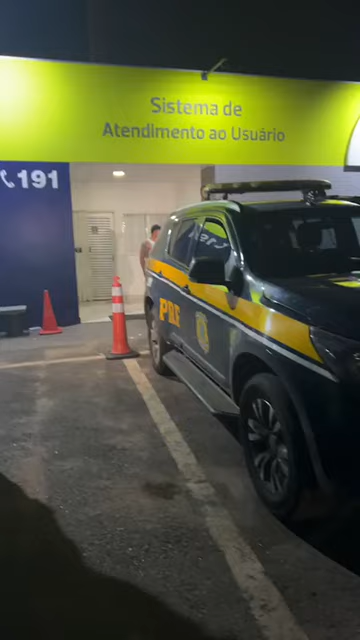 Sistema de
Atendimento ao Usuário
191
PRF